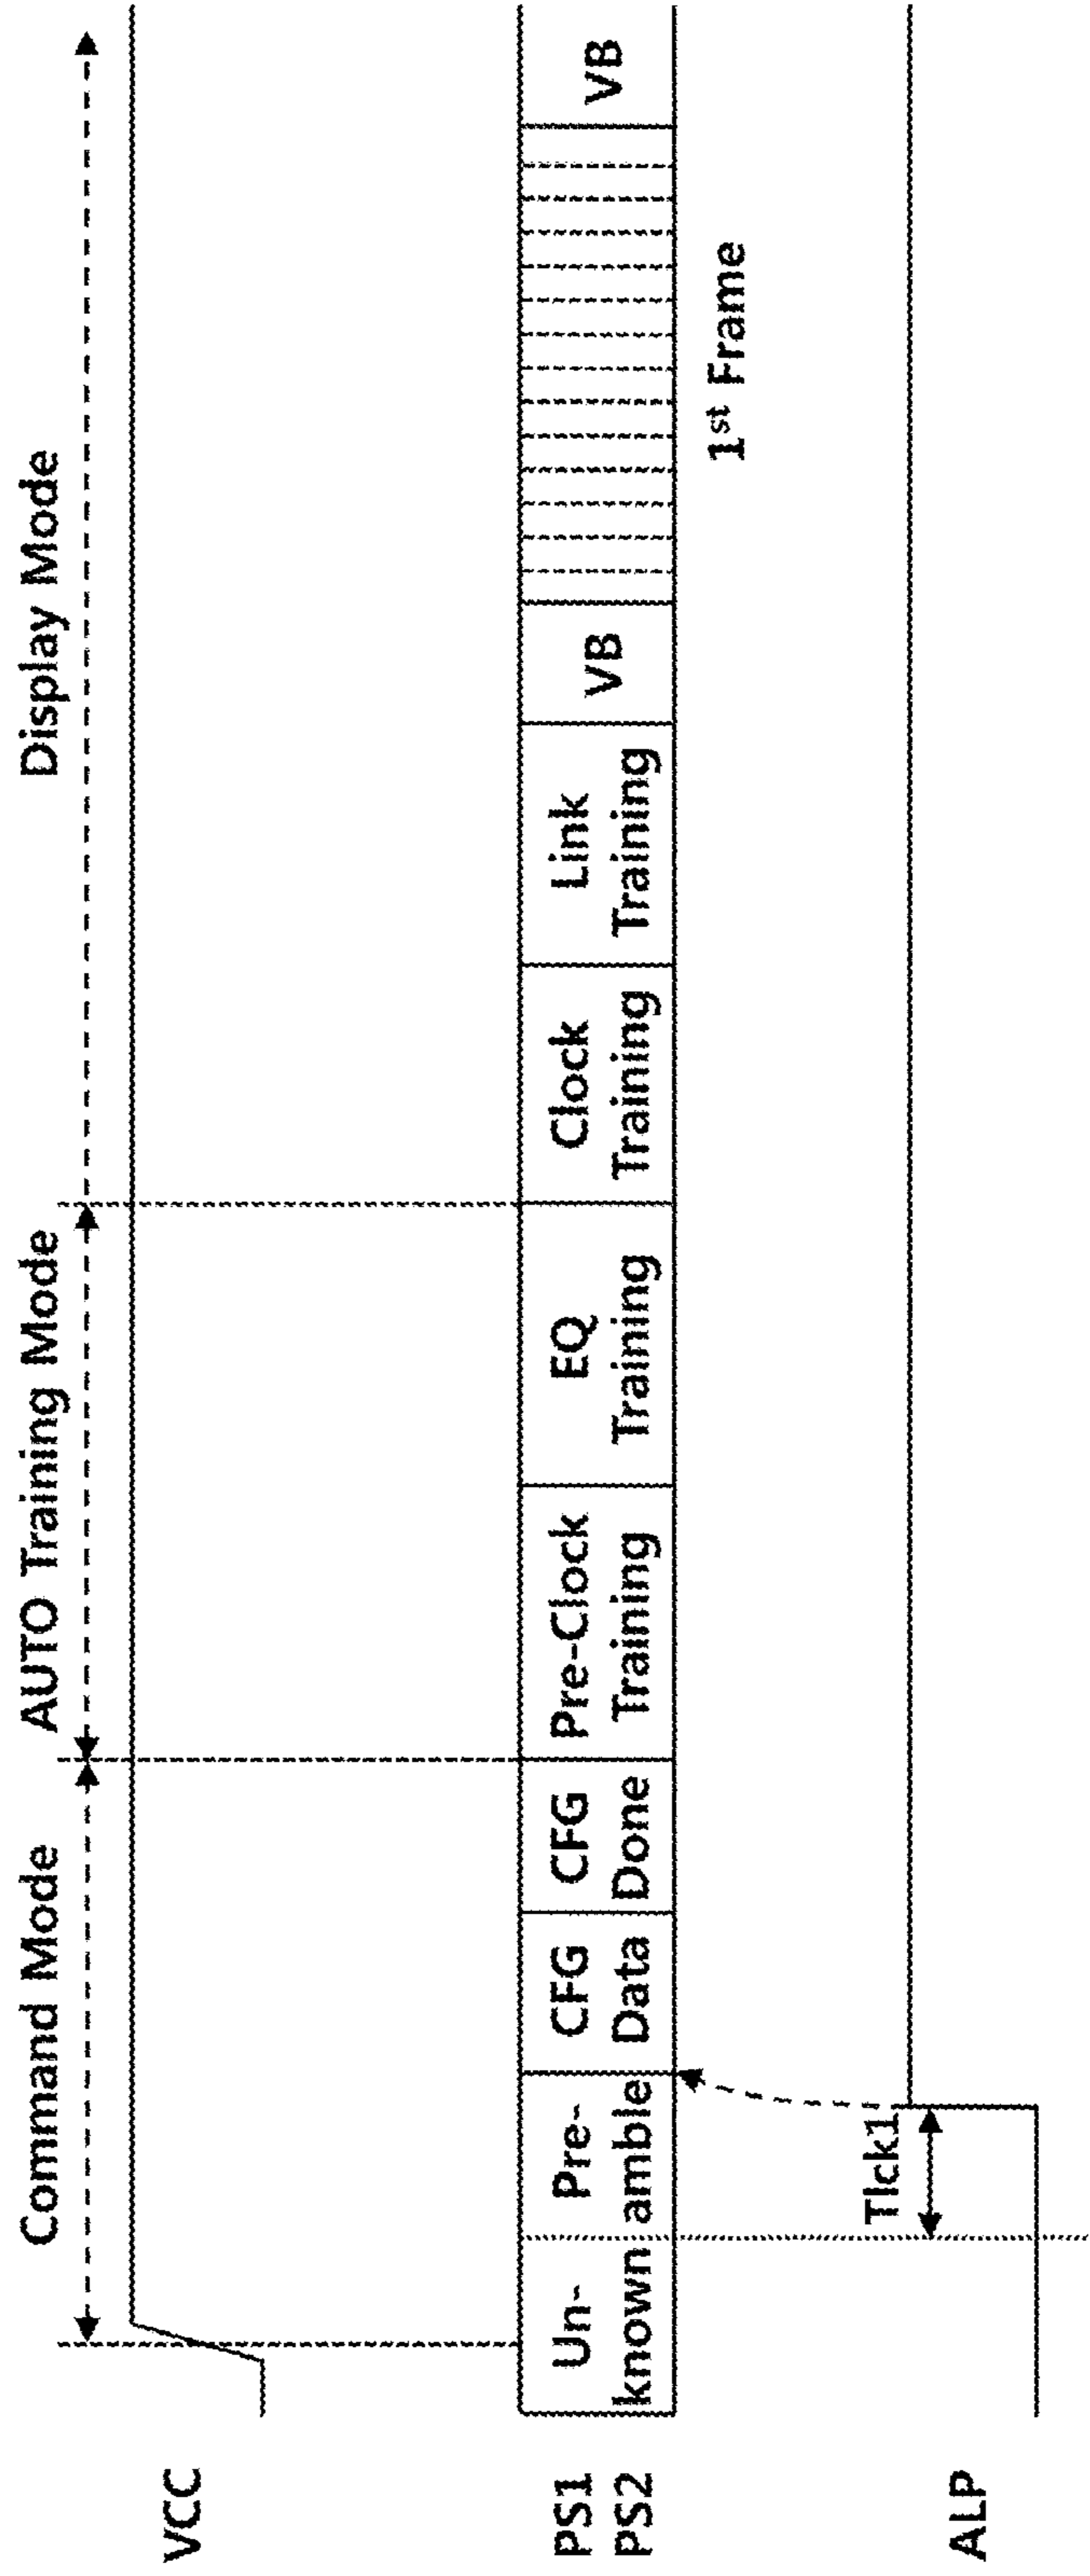 Command Mode
AUTO Training Mode
Display Mode
VCC
PS1
PS2
Un-
known
Pre-
amble
CFG
Data
CFG
Done
Pre-Clock
Training
EQ
Training
Clock
Training
Link
Training
VB
VB
1st Frame
Tlck1
ALP